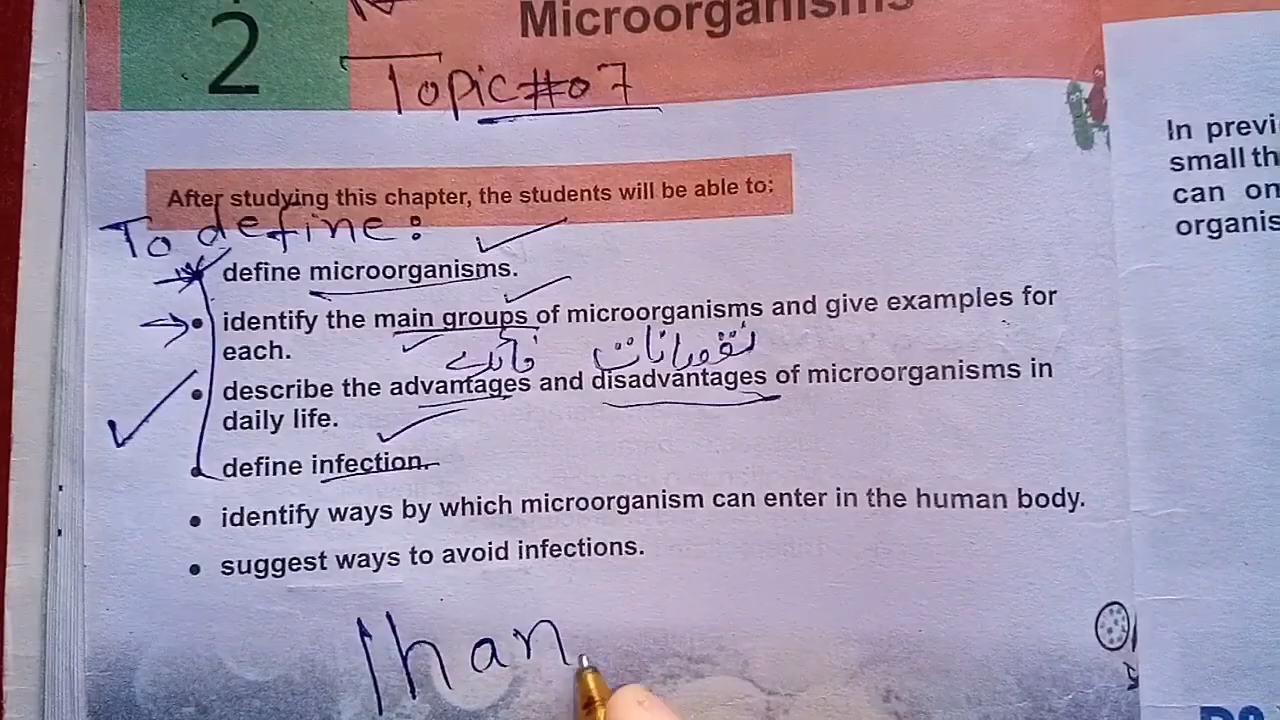 2
Microorganisms
Topic #07
After studying this chapter, the students will be able to:
To define:
define microorganisms.
• identify the main groups of microorganisms and give examples for
each.
فائدے نقصانات
• describe the advantages and disadvantages of microorganisms in
daily life.
• define infection.
• identify ways by which microorganism can enter in the human body.
• suggest ways to avoid infections.
Than
In previ
small th
can on
organis